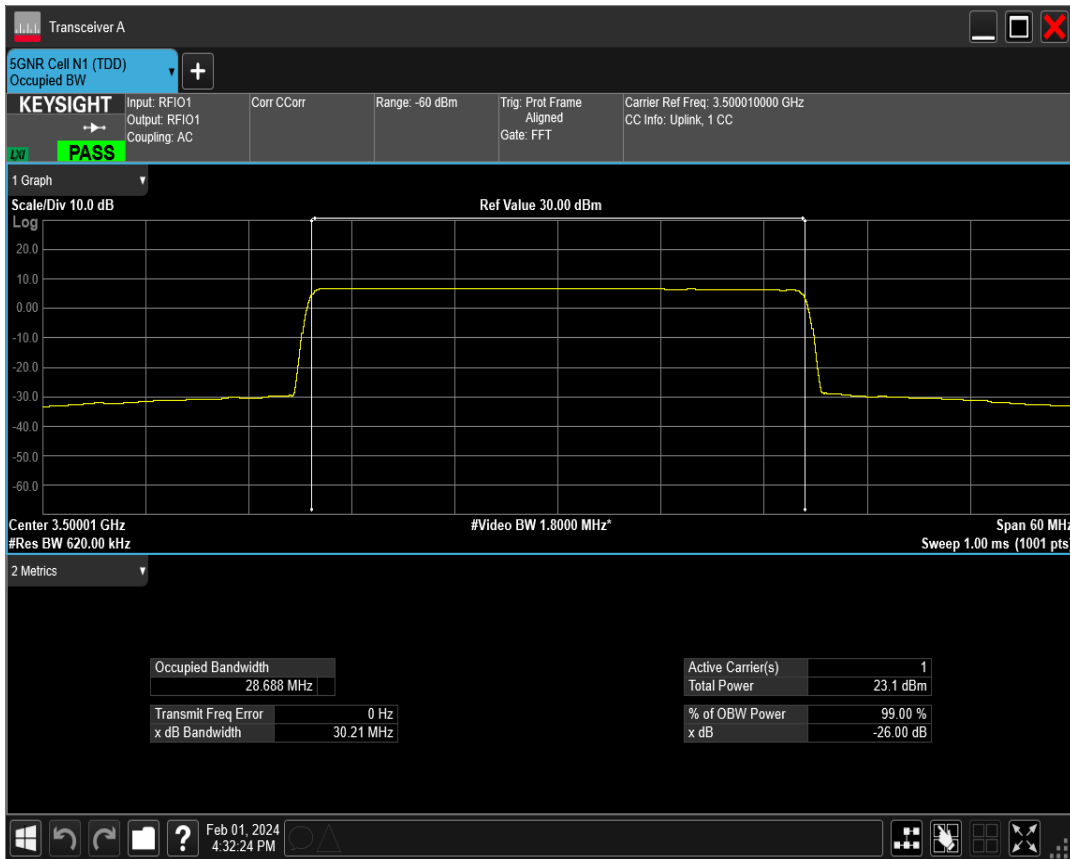 Transceiver A
5GNR Cell N1 (TDD)
Occupied BW
+
KEYSIGHT
LXI
PASS
Input: RFIO1
Output: RFIO1
Coupling: AC
Corr CCorr
Range: -60 dBm
Trig: Prot Frame
Aligned
Gate: FFT
Carrier Ref Freq: 3.500010000 GHz
CC Info: Uplink, 1 CC
1 Graph
Scale/Div 10.0 dB
Ref Value 30.00 dBm
Log
20.0
10.0
0.00
-10.0
-20.0
-30.0
-40.0
-50.0
-60.0
Center 3.50001 GHz
#Video BW 1.8000 MHz*
Span 60 MHz
#Res BW 620.00 kHz
Sweep 1.00 ms (1001 pts)
2 Metrics
Occupied Bandwidth
28.688 MHz
Transmit Freq Error 0 Hz
x dB Bandwidth 30.21 MHz
Active Carrier(s) 1
Total Power 23.1 dBm
% of OBW Power 99.00 %
x dB -26.00 dB
?
Feb 01, 2024
4:32:24 PM